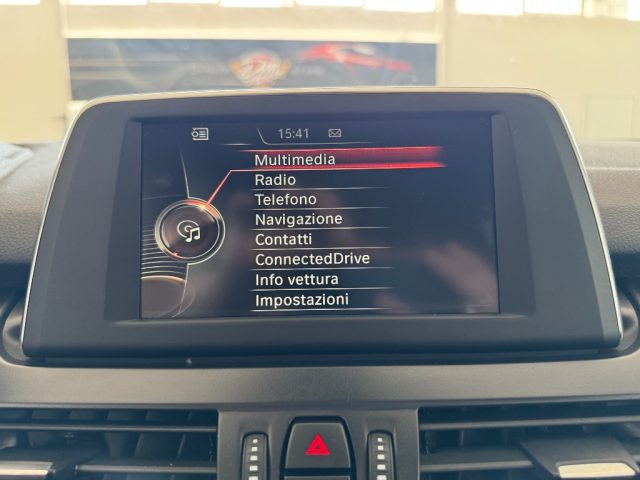 15:41
Multimedia
Radio
Telefono
Navigazione
Contatti
ConnectedDrive
Info vettura
Impostazioni